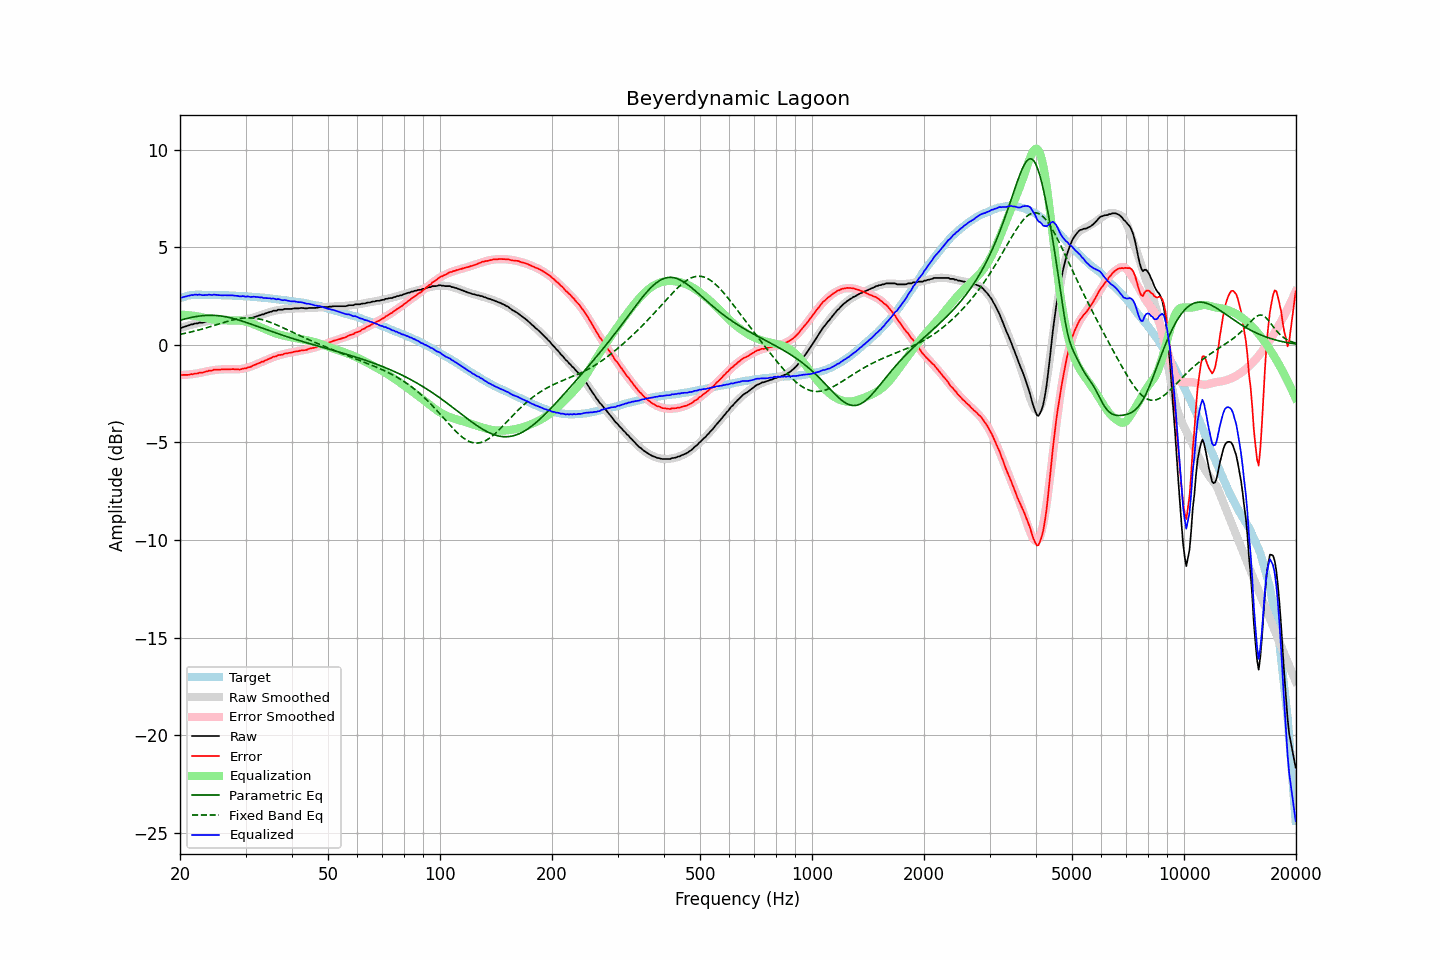 Beyerdynamic Lagoon
Amplitude (dBr)
10
5
0
−5
−10
−15
−20
−25
Target
Raw Smoothed
Error Smoothed
Raw
Error
Equalization
Parametric Eq
Fixed Band Eq
Equalized
20 50 100 200 500 1000 2000 5000 10000 20000
Frequency (Hz)